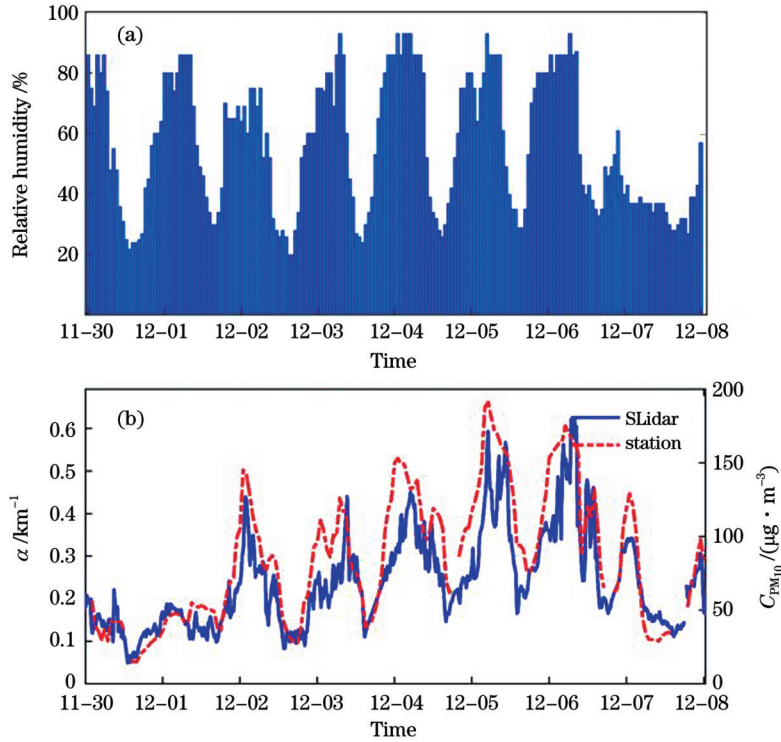 (a)
Relative humidity /%
100
80
60
40
20
11-30 12-01 12-02 12-03 12-04 12-05 12-06 12-07 12-08
Time
(b)
SLidar
station
α /km⁻¹
0.6
0.5
0.4
0.3
0.2
0.1
0
200
150
100
50
0
C_PM₁₀ /(μg·m⁻³)
11-30 12-01 12-02 12-03 12-04 12-05 12-06 12-07 12-08
Time